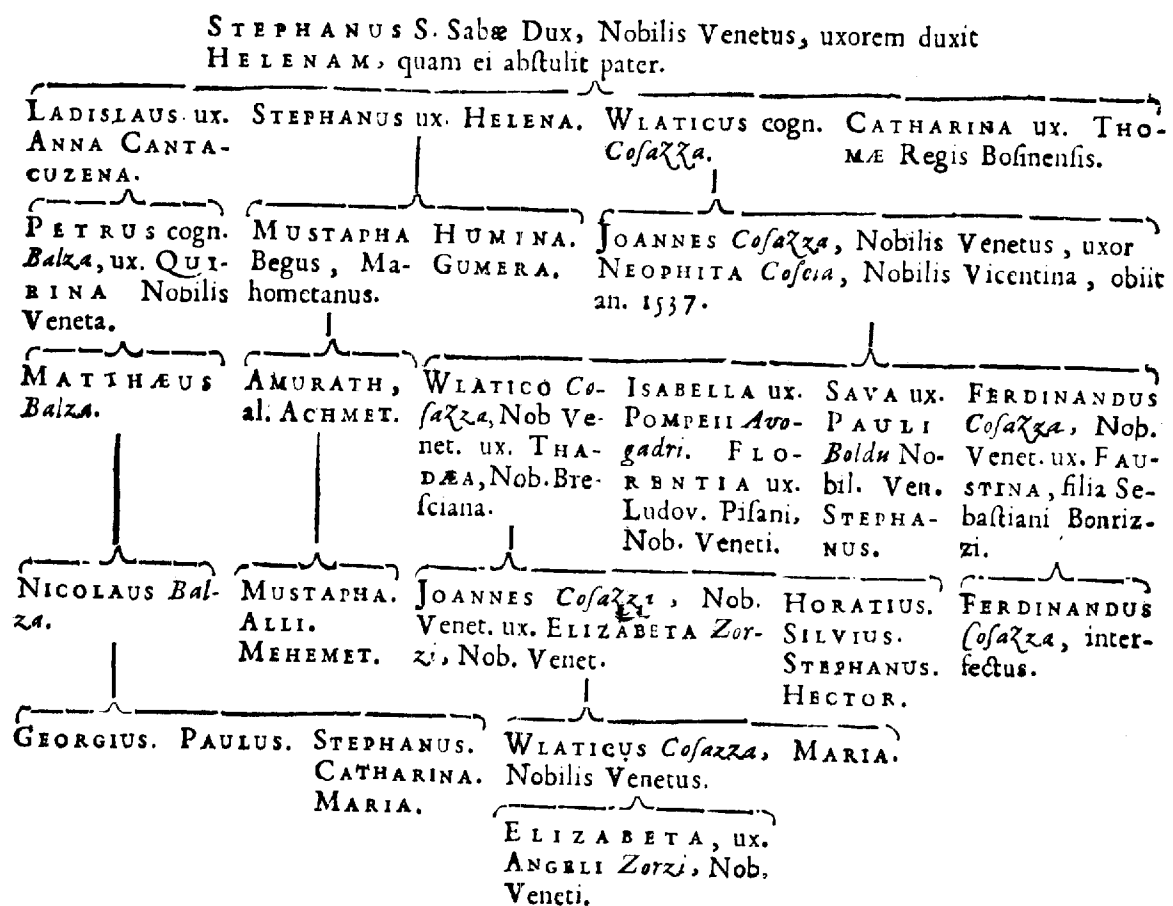 STEPHANUS S. Sabæ Dux, Nobilis Venetus, uxorem duxit
HELENAM, quam ei abſtulit pater.
LADISLAUS ux.
ANNA CANTA-
CUZENA.
STEPHANUS ux. HELENA.
WLATICUS cogn.
Coſazza.
CATHARINA ux. THO-
MÆ Regis Boſinenſis.
PETRUS cogn.
Balza, ux. QUI-
RINA Nobilis
Veneta.
MUSTAPHA
Begus, Ma-
hometanus.
HUMINA.
GUMERA.
JOANNES Coſazza, Nobilis Venetus, uxor
NEOPHITA Coſcia, Nobilis Vicentina, obiit
an. 1537.
MATTHÆUS
Balza.
AMURATH,
al. ACHMET.
WLATICO Co-
ſazza, Nob Ve-
net. ux. THA-
DÆA, Nob. Bre-
ſciana.
ISABELLA ux.
POMPEII Avo-
gadri. FLO-
RENTIA ux.
Ludov. Piſani,
Nob. Veneti.
SAVA ux.
PAULI
Boldu No-
bil. Ven.
STEPHA-
NUS.
FERDINANDUS
Coſazza, Nob.
Venet. ux. FAU-
STINA, filia Se-
baſtiani Bonriz-
zi.
NICOLAUS Bal-
za.
MUSTAPHA.
ALLI.
MEHEMET.
JOANNES Coſazzi, Nob.
Venet. ux. ELIZABETA Zor-
zi, Nob. Venet.
HORATIUS.
SILVIUS.
STEPHANUS.
HECTOR.
FERDINANDUS
Coſazza, inter-
fectus.
GEORGIUS. PAULUS. STEPHANUS.
CATHARINA.
MARIA.
WLATICUS Coſazza,
Nobilis Venetus.
MARIA.
ELIZABETA, ux.
ANGELI Zorzi, Nob.
Veneti.